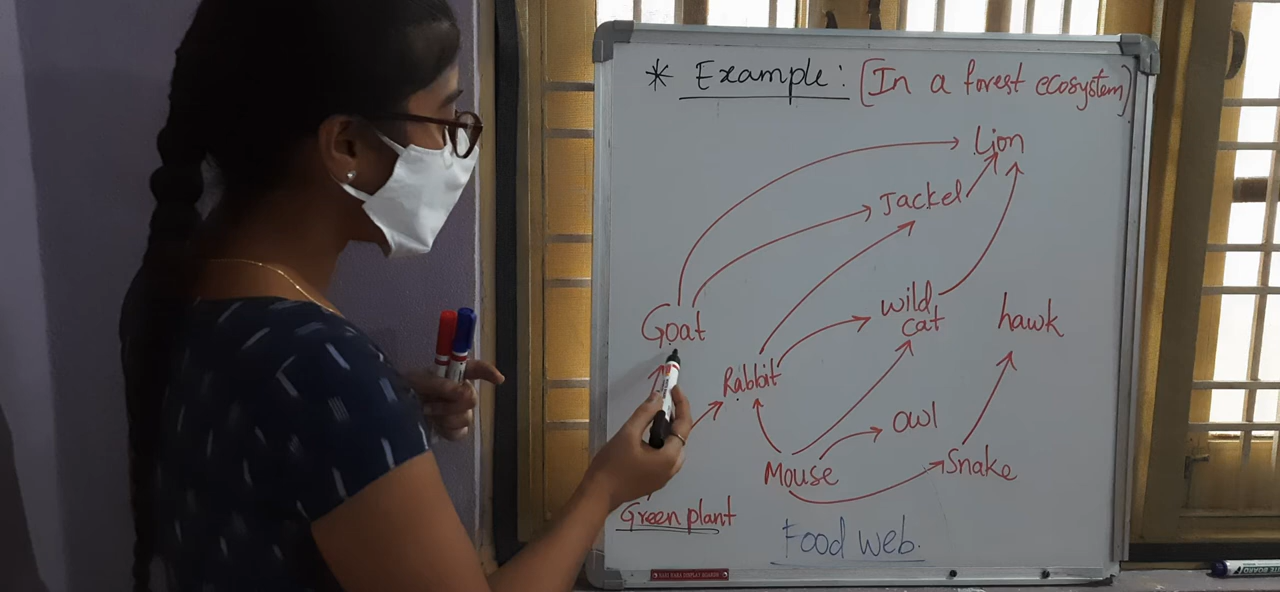 * Example: [In a forest ecosystem]
Lion
Jackel
wild
cat
hawk
Goat
Rabbit
owl
Mouse
Snake
Green plant
Food web.